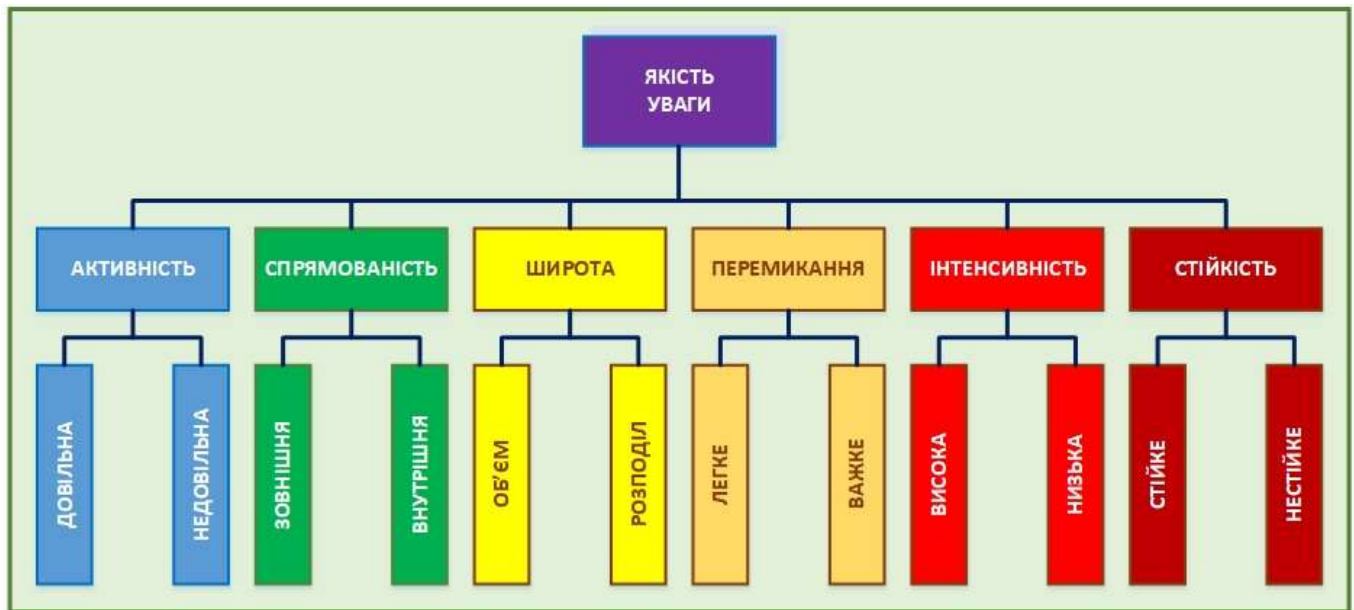 ЯКІСТЬ
УВАГИ
АКТИВНІСТЬ
СПРЯМОВАНІСТЬ
ШИРОТА
ПЕРЕМИКАННЯ
ІНТЕНСИВНІСТЬ
СТІЙКІСТЬ
ДОВІЛЬНА
НЕДОВІЛЬНА
ЗОВНІШНЯ
ВНУТРІШНЯ
ОБ'ЄМ
РОЗПОДІЛ
ЛЕГКЕ
ВАЖКЕ
ВИСОКА
НИЗЬКА
СТІЙКЕ
НЕСТІЙКЕ